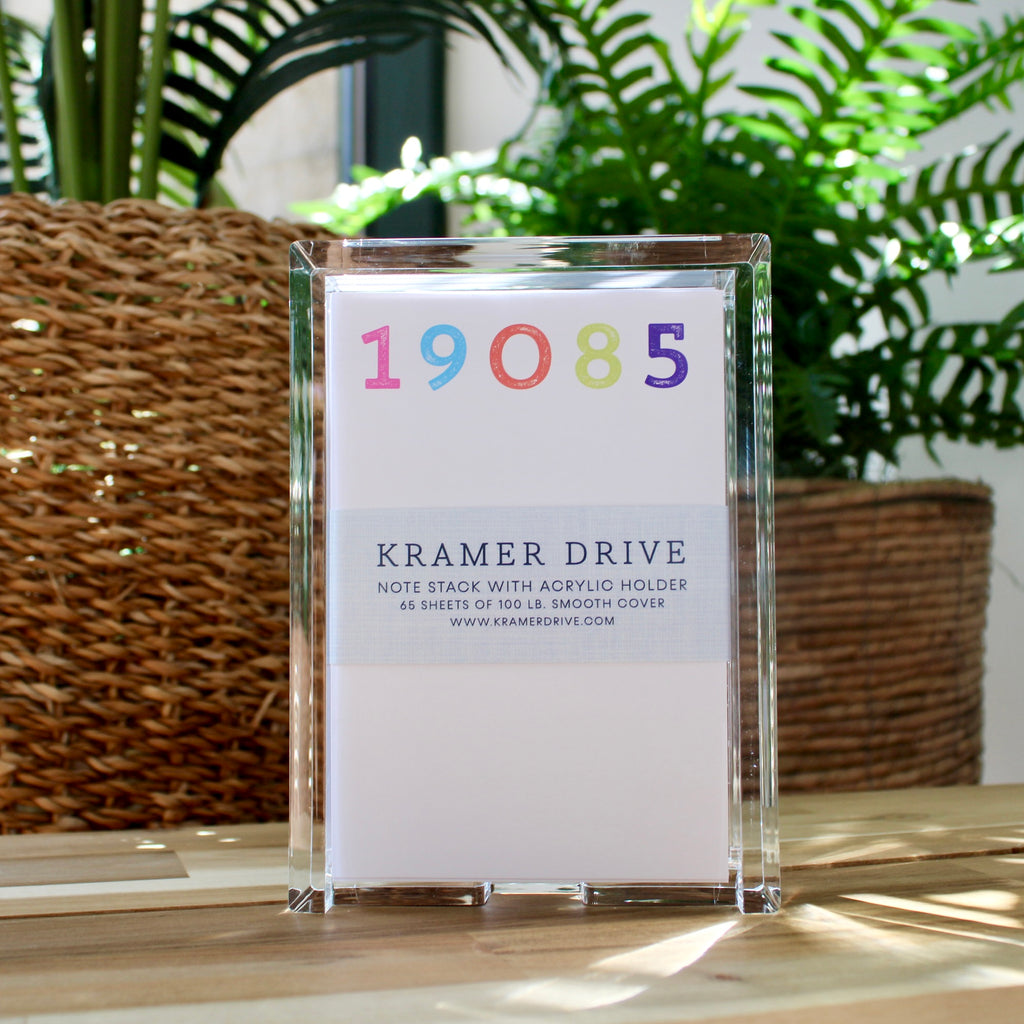 19085
KRAMER DRIVE
NOTE STACK WITH ACRYLIC HOLDER
65 SHEETS OF 100 LB. SMOOTH COVER
WWW.KRAMERDRIVE.COM